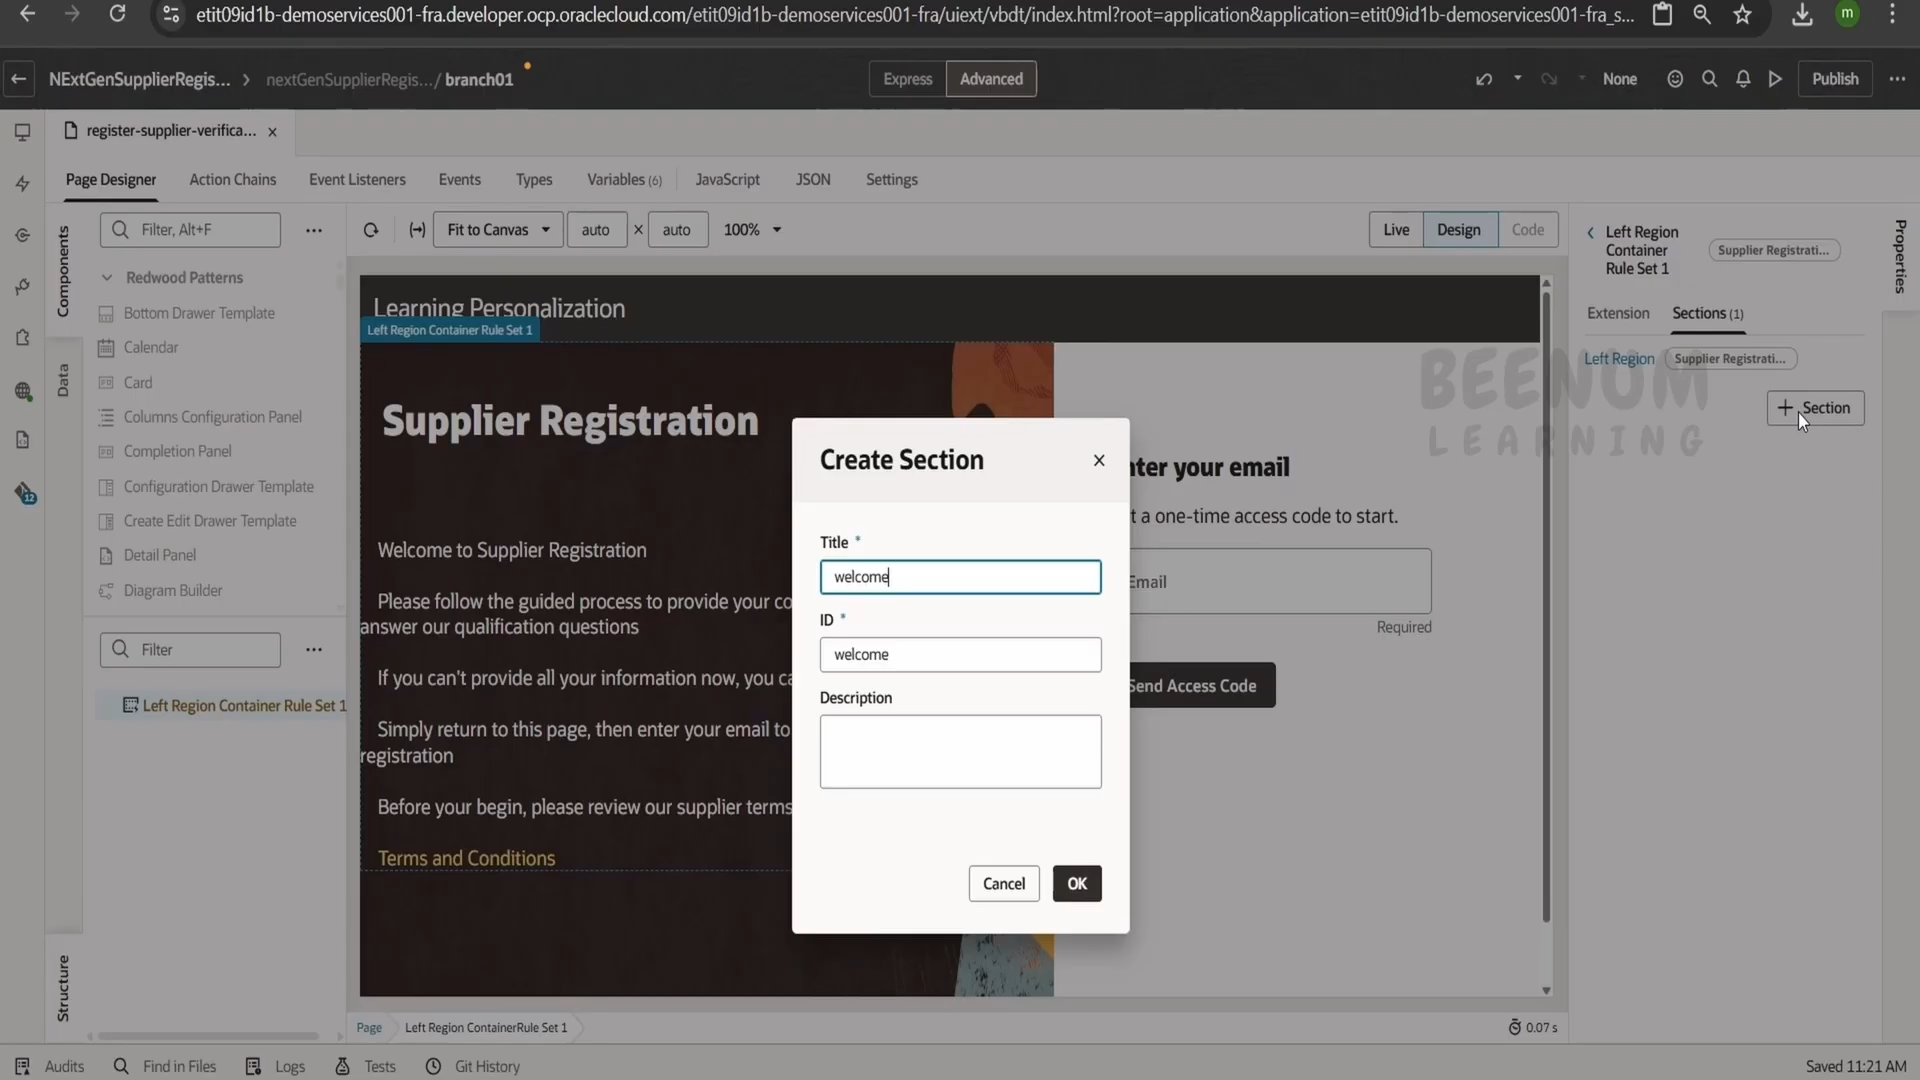 etit09id1b-demoservices001-fra.developer.ocp.oraclecloud.com/etit09id1b-demoservices001-fra/uiext/vbdt/index.html?root=application&application=etit09id1b-demoservices001-fra_s...
m
NExtGenSupplierRegis... > nextGenSupplierRegis... / branch01
Express Advanced
None Publish
register-supplier-verifica... ×
Page Designer Action Chains Event Listeners Events Types Variables (6) JavaScript JSON Settings
Components
Data
Structure
Filter, Alt+F
Redwood Patterns
Bottom Drawer Template
Calendar
Card
Columns Configuration Panel
Completion Panel
Configuration Drawer Template
Create Edit Drawer Template
Detail Panel
Diagram Builder
12
Filter
Left Region Container Rule Set 1
Fit to Canvas auto × auto 100%
Live Design Code
Learning Personalization
Left Region Container Rule Set 1
Supplier Registration
Welcome to Supplier Registration
Please follow the guided process to provide your co
answer our qualification questions
If you can't provide all your information now, you ca
Simply return to this page, then enter your email to
registration
Before your begin, please review our supplier terms
Terms and Conditions
nter your email
t a one-time access code to start.
Email
Required
Send Access Code
Create Section
Title *
welcome
ID *
welcome
Description
Cancel OK
Left Region
Container
Rule Set 1
Supplier Registrati...
Extension Sections (1)
Left Region Supplier Registrati...
+ Section
Properties
BEENUM
LEARNING
Page Left Region ContainerRule Set 1
0.07 s
Audits Find in Files Logs Tests Git History
Saved 11:21 AM